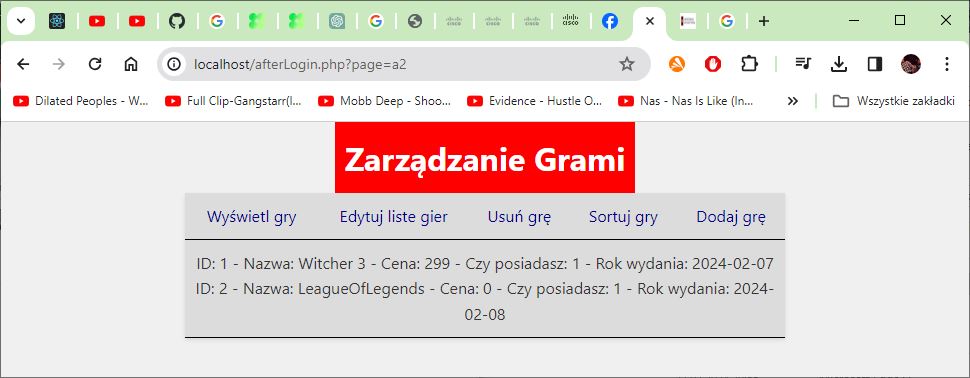 cisco
localhost/afterLogin.php?page=a2
Dilated Peoples - W...
Full Clip-Gangstarr(l...
Mobb Deep - Shoo...
Evidence - Hustle O...
Nas - Nas Is Like (In...
Wszystkie zakładki
Zarządzanie Grami
Wyświetl gry
Edytuj liste gier
Usuń grę
Sortuj gry
Dodaj grę
ID: 1 - Nazwa: Witcher 3 - Cena: 299 - Czy posiadasz: 1 - Rok wydania: 2024-02-07
ID: 2 - Nazwa: LeagueOfLegends - Cena: 0 - Czy posiadasz: 1 - Rok wydania: 2024-
02-08